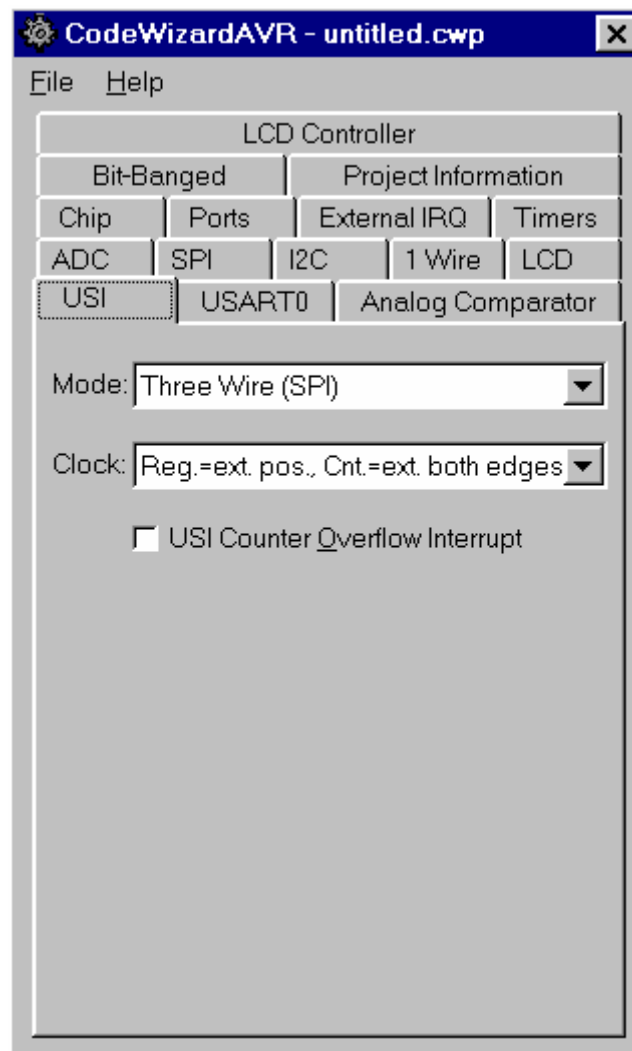 CodeWizardAVR - untitled.cwp
File Help
LCD Controller
Bit-Banged Project Information
Chip Ports External IRQ Timers
ADC SPI I2C 1 Wire LCD
USI USART0 Analog Comparator
Mode: Three Wire (SPI)
Clock: Reg.=ext. pos., Cnt.=ext. both edges
USI Counter Overflow Interrupt